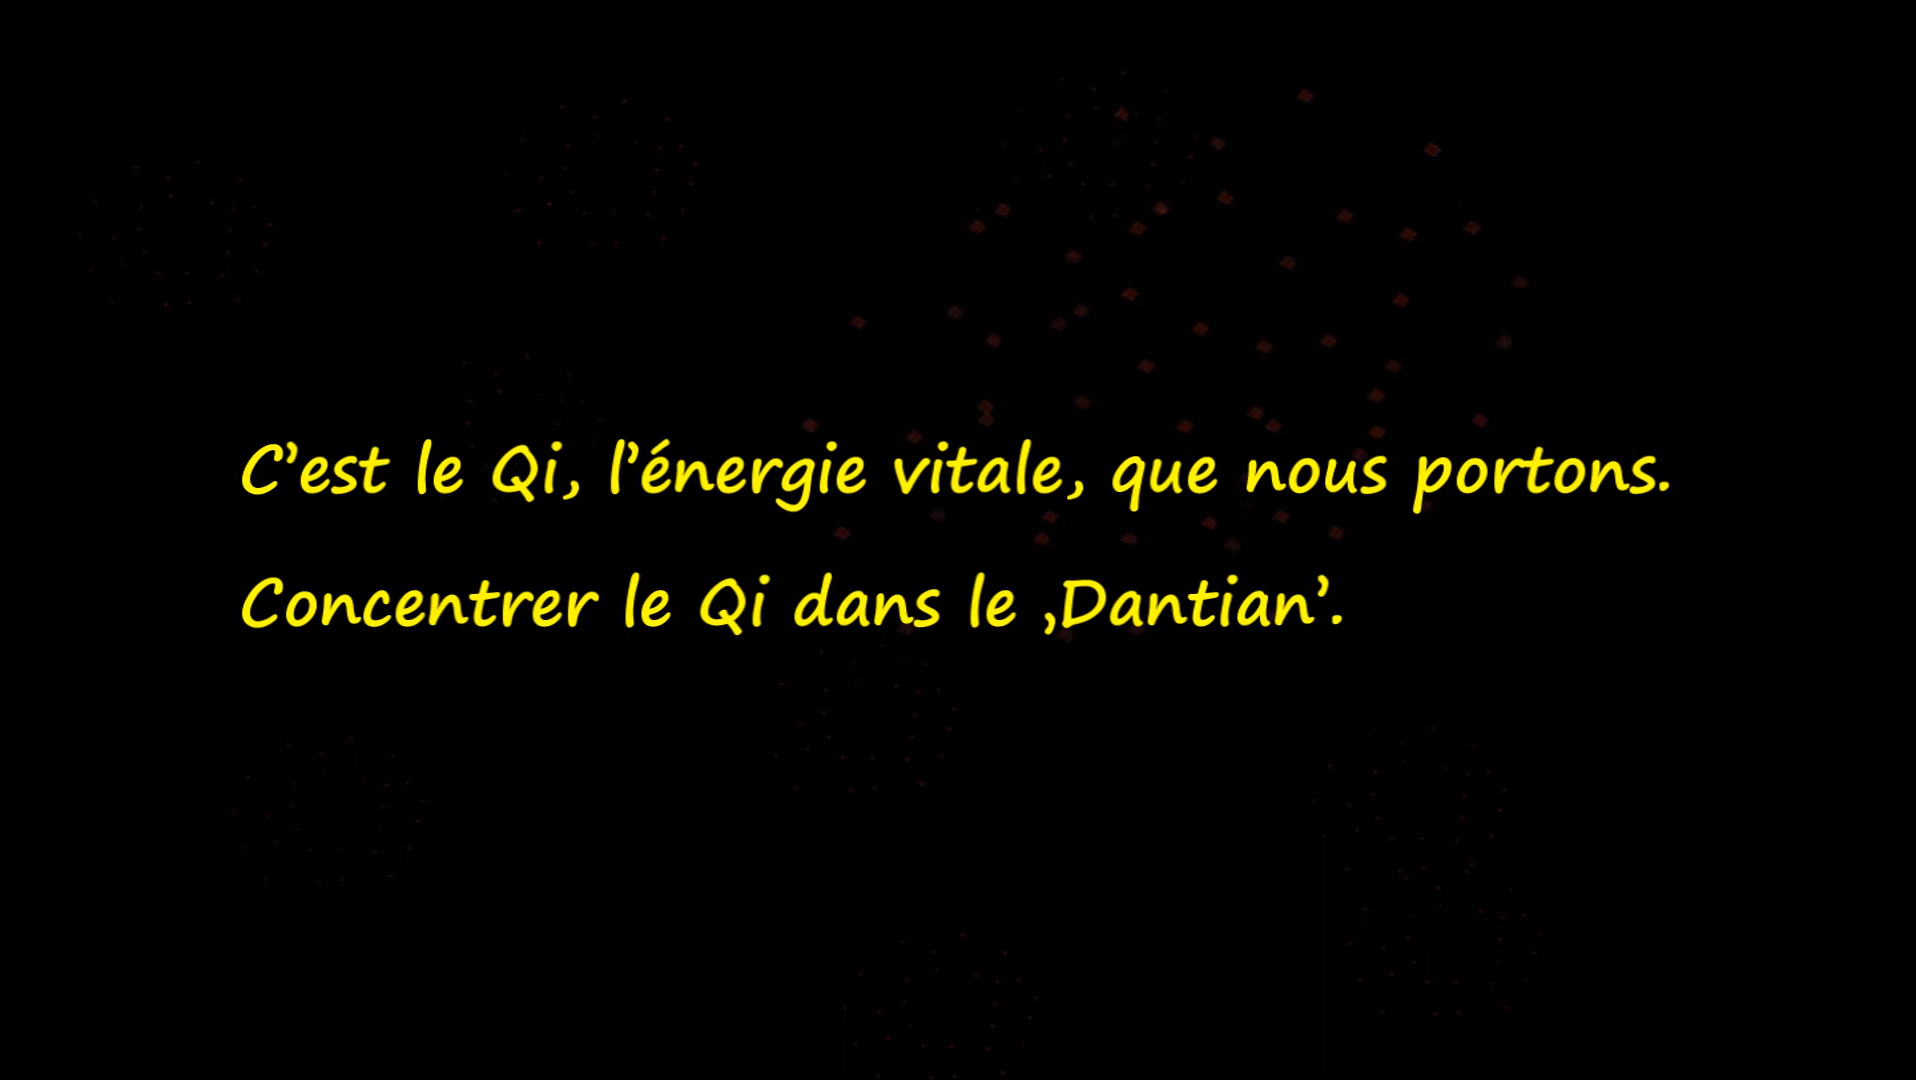 C’est le Qi, l’énergie vitale, que nous portons.
Concentrer le Qi dans le ‚Dantian’.